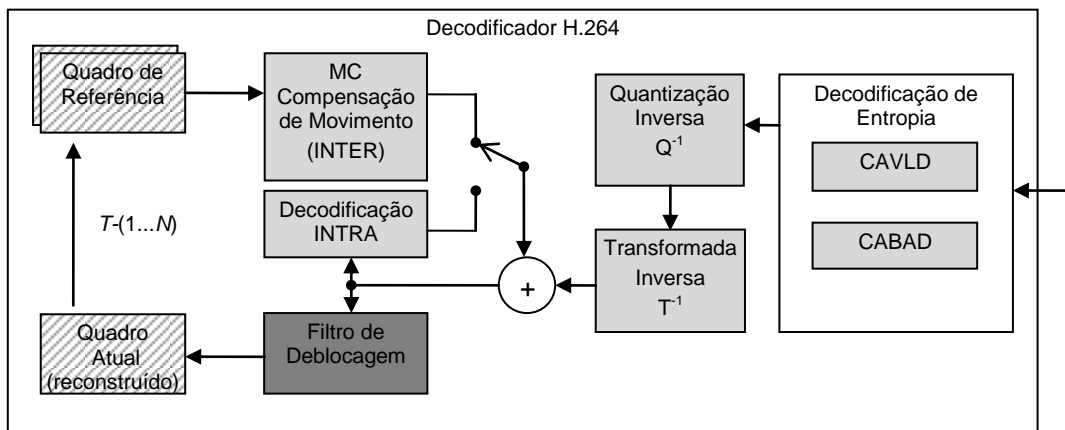 Decodificador H.264
Quadro de
Referência
MC
Compensação
de Movimento
(INTER)
Quantização
Inversa
Q-1
Decodificação de
Entropia
CAVLD
CABAD
T-(1...N)
Decodificação
INTRA
Transformada
Inversa
T-1
+
Quadro
Atual
(reconstruído)
Filtro de
Deblocagem